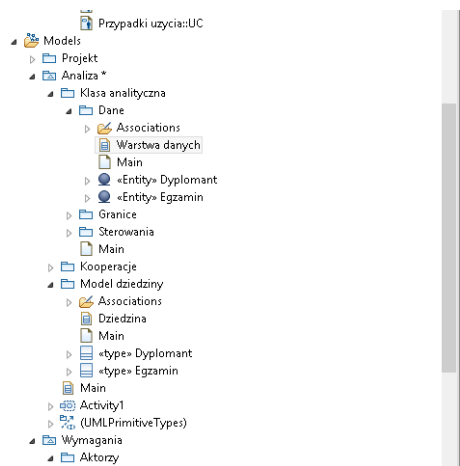 Przypadki uzycia::UC
Models
Projekt
Analiza *
Klasa analityczna
Dane
Associations
Warstwa danych
Main
«Entity» Dyplomant
«Entity» Egzamin
Granice
Sterowania
Main
Kooperacje
Model dziedziny
Associations
Dziedzina
Main
«type» Dyplomant
«type» Egzamin
Main
Activity1
(UMLPrimitiveTypes)
Wymagania
Aktorzy